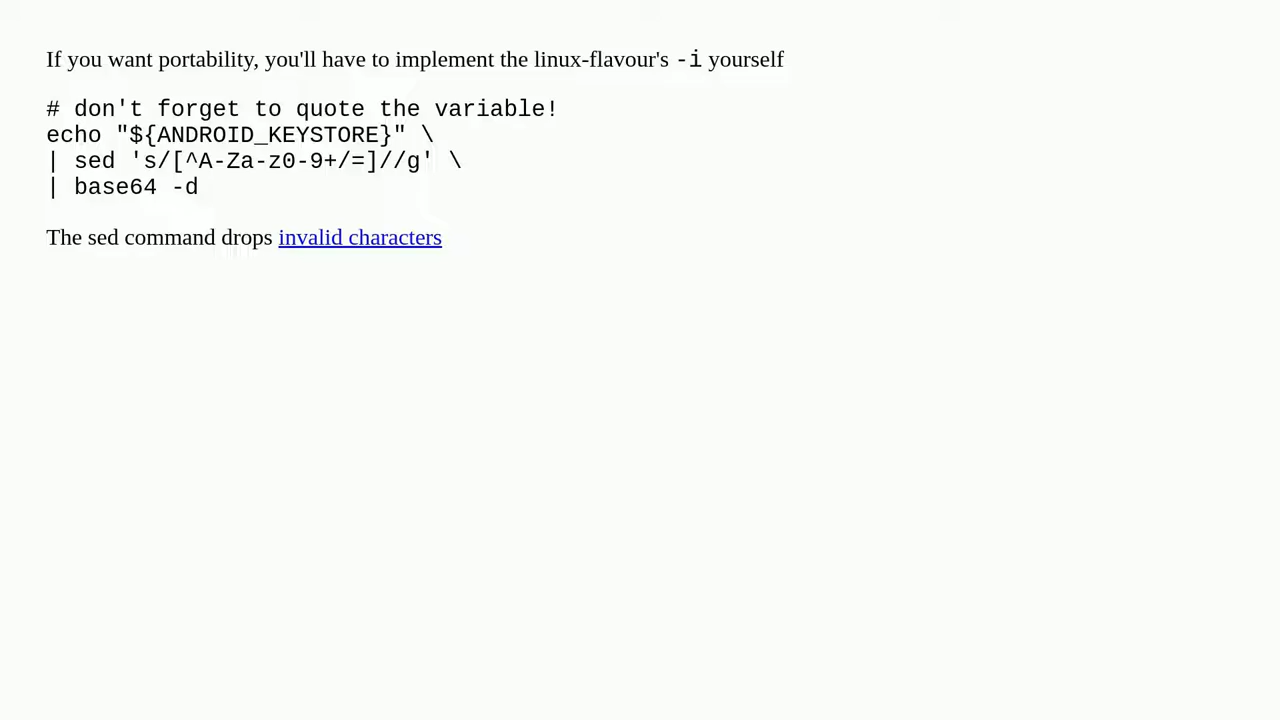 If you want portability, you'll have to implement the linux-flavour's -i yourself
# don't forget to quote the variable!
echo "${ANDROID_KEYSTORE}" \
| sed 's/[^A-Za-z0-9+/=]//g' \
| base64 -d
The sed command drops invalid characters